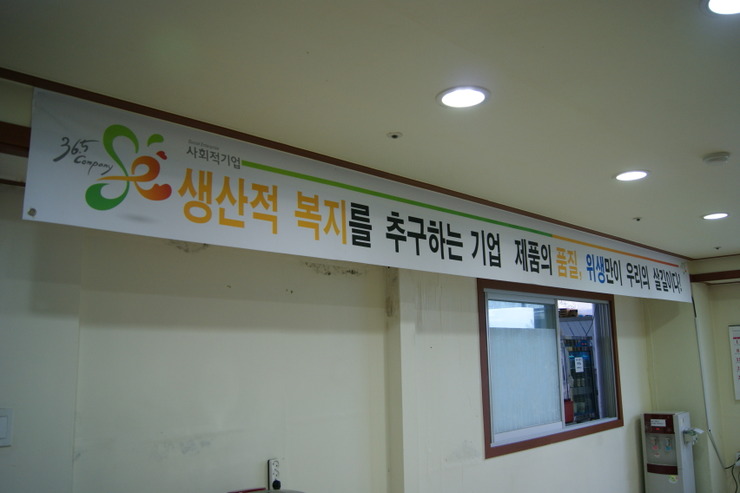 365
Company
사회적기업
생산적 복지를 추구하는 기업 제품의 품질, 위생만이 우리의 살길이다!